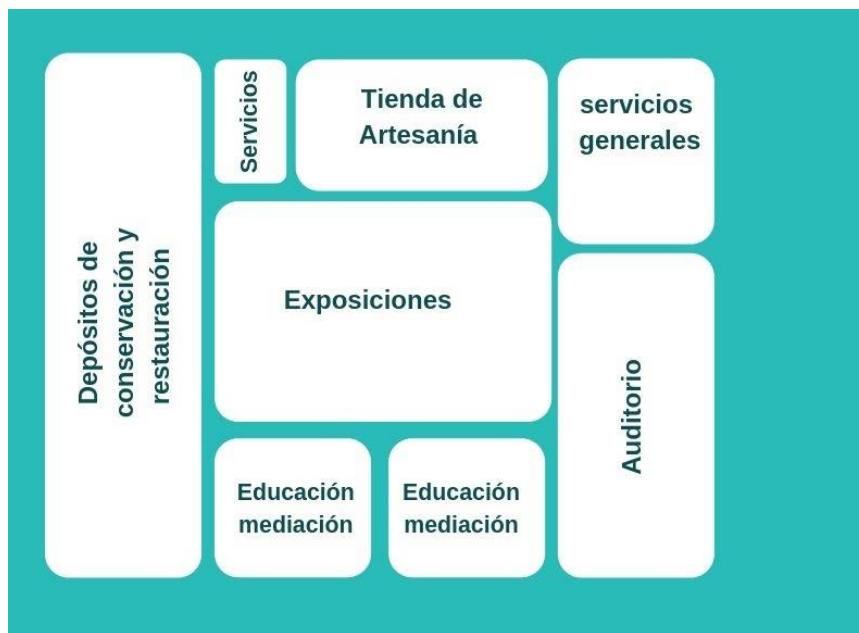 Depósitos de
conservación y
restauración
Servicios
Tienda de
Artesanía
servicios
generales
Exposiciones
Auditorio
Educación
mediación
Educación
mediación